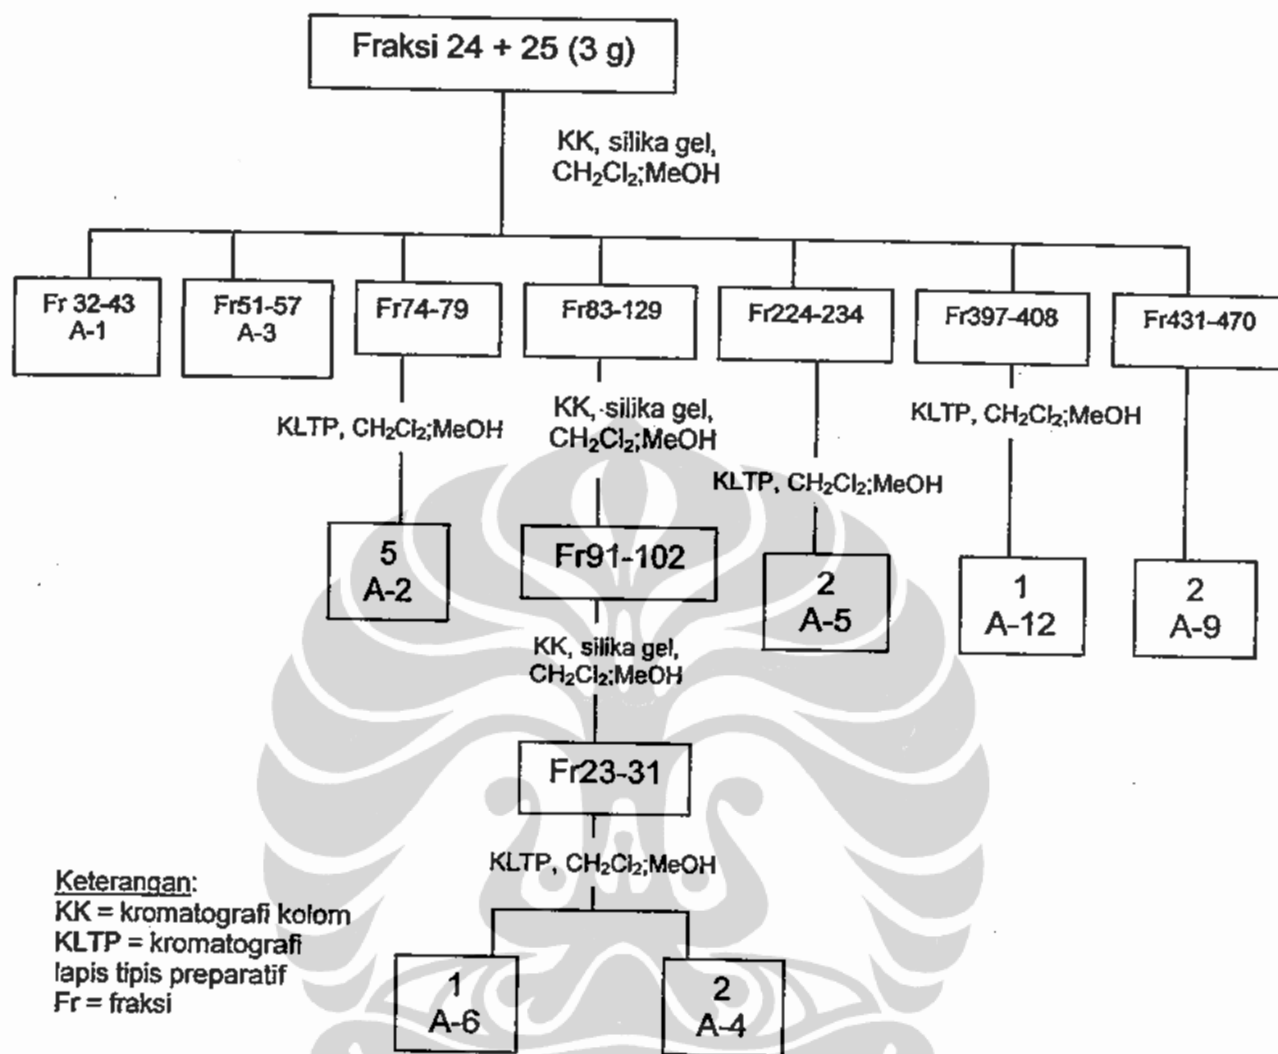 Fraksi 24 + 25 (3 g)
KK, silika gel,
CH₂Cl₂;MeOH
Fr 32-43
A-1
Fr51-57
A-3
Fr74-79
Fr83-129
Fr224-234
Fr397-408
Fr431-470
KLTP, CH₂Cl₂;MeOH
KK, silika gel,
CH₂Cl₂;MeOH
KLTP, CH₂Cl₂;MeOH
KLTP, CH₂Cl₂;MeOH
5
A-2
Fr91-102
2
A-5
1
A-12
2
A-9
KK, silika gel,
CH₂Cl₂;MeOH
Fr23-31
KLTP, CH₂Cl₂;MeOH
1
A-6
2
A-4
Keterangan:
KK = kromatografi kolom
KLTP = kromatografi
lapis tipis preparatif
Fr = fraksi